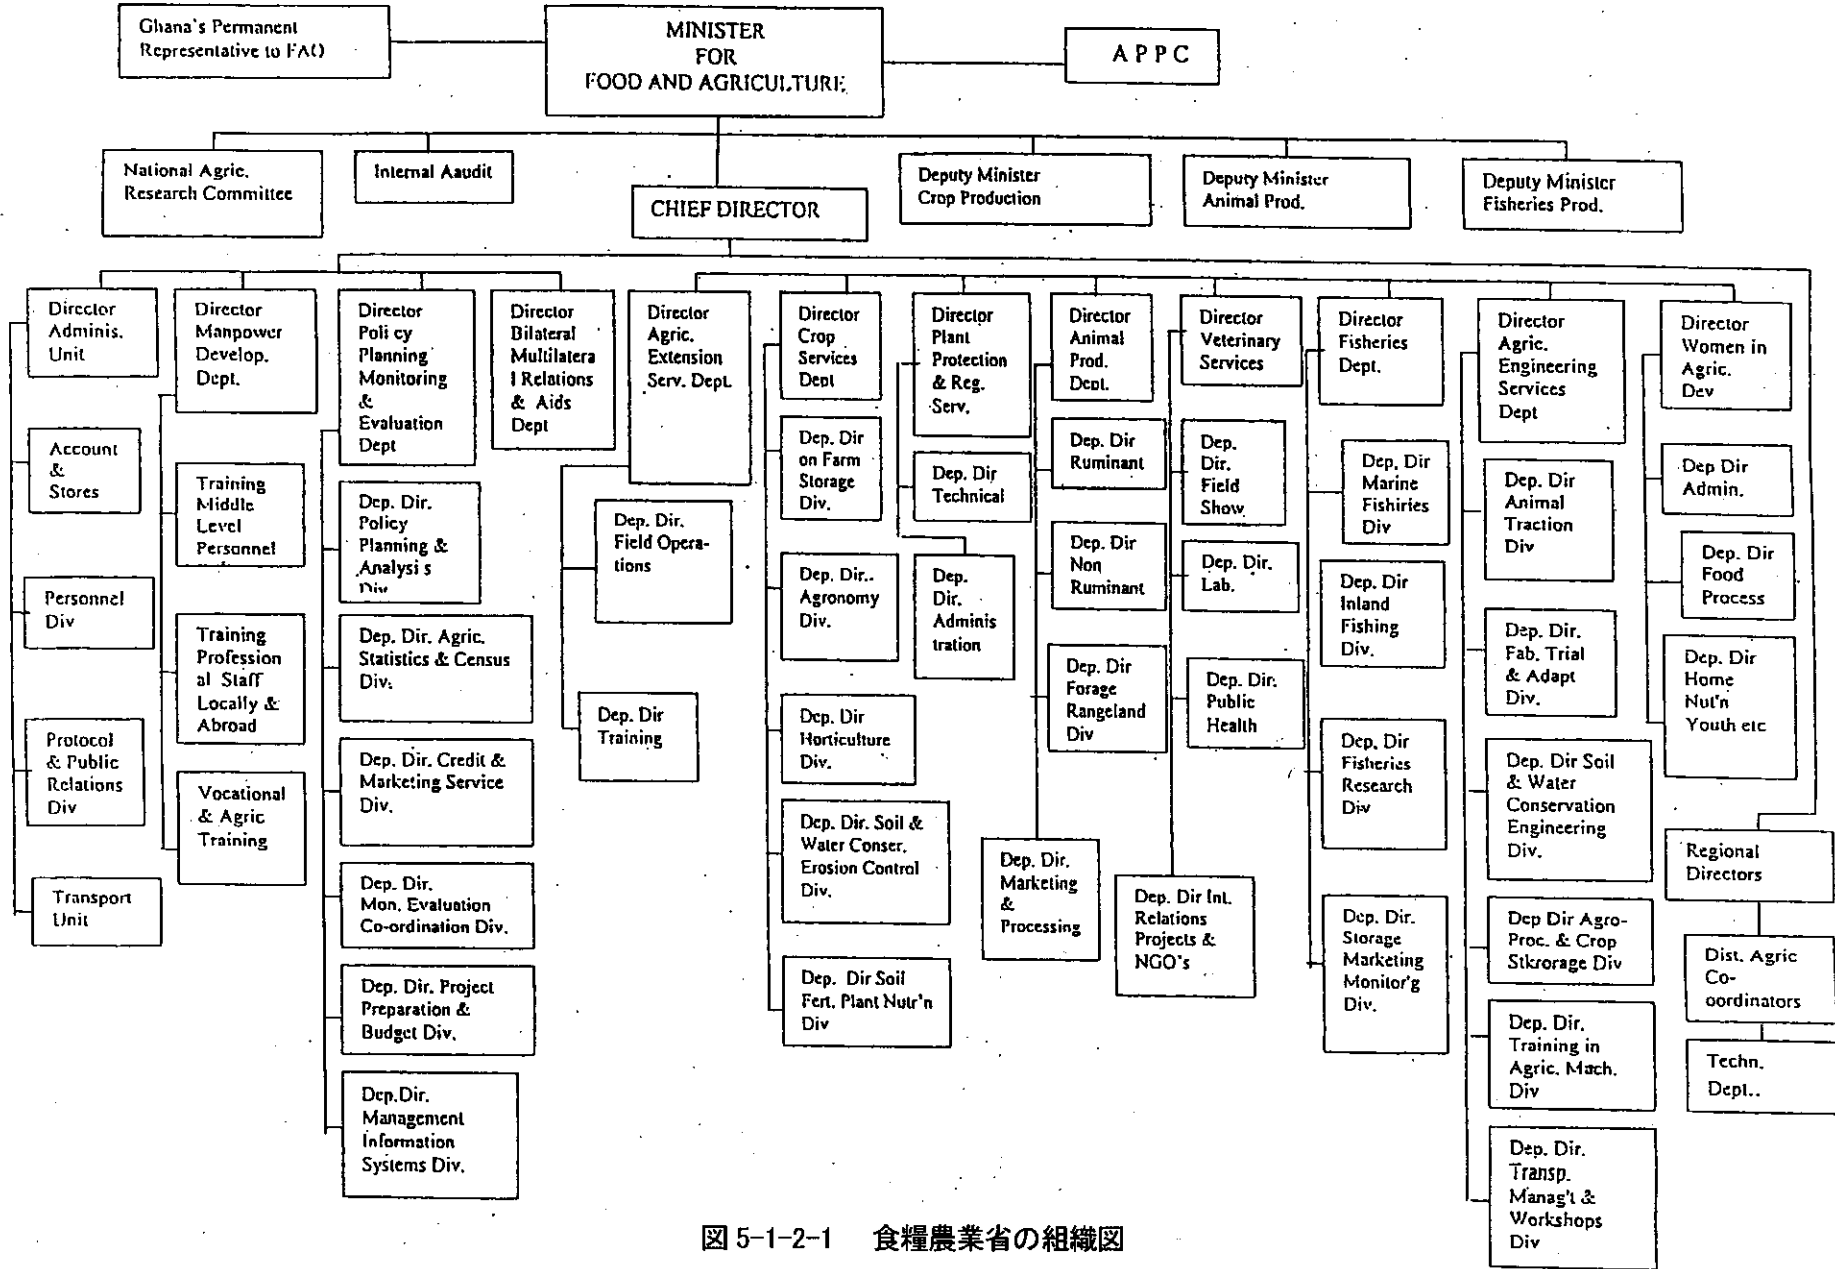 Ghana's Permanent
Representative to FAO
MINISTER
FOR
FOOD AND AGRICULTURE
A P P C
National Agric.
Research Committee
Internal Aaudit
CHIEF DIRECTOR
Deputy Minister
Crop Production
Deputy Minister
Animal Prod.
Deputy Minister
Fisheries Prod.
Director
Adminis.
Unit
Account
&
Stores
Personnel
Div
Protocol
& Public
Relations
Div
Transport
Unit
Director
Manpower
Develop.
Dept.
Training
Middle
Level
Personnel
Training
Profession
al Staff
Locally &
Abroad
Vocational
& Agric
Training
Director
Policy
Planning
Monitoring
&
Evaluation
Dept
Dep. Dir.
Policy
Planning &
Analysis
Div
Dep. Dir. Agric.
Statistics & Census
Div.
Dep. Dir. Credit &
Marketing Service
Div.
Dep. Dir.
Mon. Evaluation
Co-ordination Div.
Dep. Dir. Project
Preparation &
Budget Div.
Dep.Dir.
Management
Information
Systems Div.
Director
Bilateral
Multilatera
l Relations
& Aids
Dept
Director
Agric.
Extension
Serv. Dept.
Dep. Dir.
Field Opera-
tions
Dep. Dir
Training
Director
Crop
Services
Dept
Dep. Dir
on Farm
Storage
Div.
Dep. Dir..
Agronomy
Div.
Dep. Dir
Horticulture
Div.
Dep. Dir. Soil &
Water Conser.
Erosion Control
Div.
Dep. Dir Soil
Fert. Plant Nutr'n
Div
Director
Plant
Protection
& Reg.
Serv.
Dep. Dir
Technical
Dep.
Dir.
Adminis
tration
Director
Animal
Prod.
Dept.
Dep. Dir
Ruminant
Dep. Dir
Non
Ruminant
Dep. Dir
Forage
Rangeland
Div
Dep. Dir.
Marketing
&
Processing
Director
Veterinary
Services
Dep.
Dir.
Field
Show
Dep. Dir.
Lab.
Dep. Dir.
Public
Health
Dep. Dir Int.
Relations
Projects &
NGO's
Director
Fisheries
Dept.
Dep. Dir
Marine
Fishiries
Div
Dep. Dir
Inland
Fishing
Div.
Dep. Dir
Fisheries
Research
Div
Dep. Dir.
Storage
Marketing
Monitor'g
Div.
Director
Agric.
Engineering
Services
Dept
Dep. Dir
Animal
Traction
Div
Dep. Dir.
Fab. Trial
& Adapt
Div.
Dep. Dir Soil
& Water
Conservation
Engineering
Div.
Dep Dir Agro-
Proc. & Crop
Stkrorage Div
Dep. Dir.
Training in
Agric. Mach.
Div
Dep. Dir.
Transp.
Manag't &
Workshops
Div
Director
Women in
Agric.
Dev
Dep Dir
Admin.
Dep. Dir
Food
Process
Dep. Dir
Home
Nut'n
Youth etc
Regional
Directors
Dist. Agric
Co-
oordinators
Techn.
Dept..
図 5-1-2-1 食糧農業省の組織図